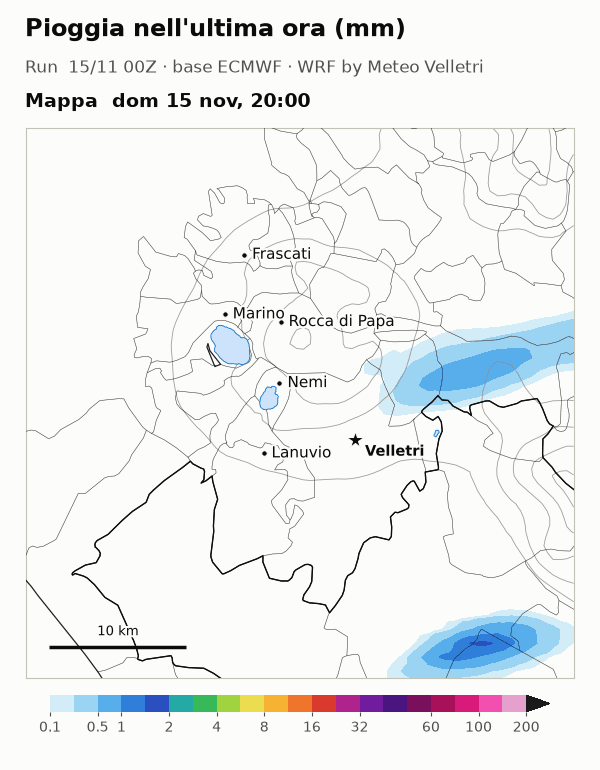 Pioggia nell'ultima ora (mm)
Run  15/11 00Z · base ECMWF · WRF by Meteo Velletri
Mappa  dom 15 nov, 20:00
Frascati
Marino
Rocca di Papa
Nemi
Velletri
Lanuvio
10 km
0.1 0.5 1 2 4 8 16 32 60 100 200